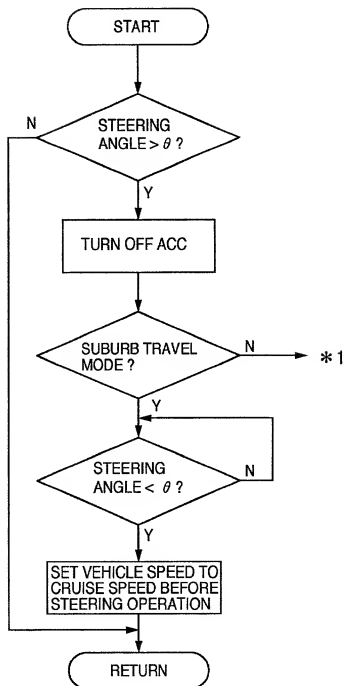 START
N
STEERING
ANGLE > θ ?
Y
TURN OFF ACC
SUBURB TRAVEL
MODE ?
N
*1
Y
STEERING
ANGLE < θ ?
N
Y
SET VEHICLE SPEED TO
CRUISE SPEED BEFORE
STEERING OPERATION
RETURN